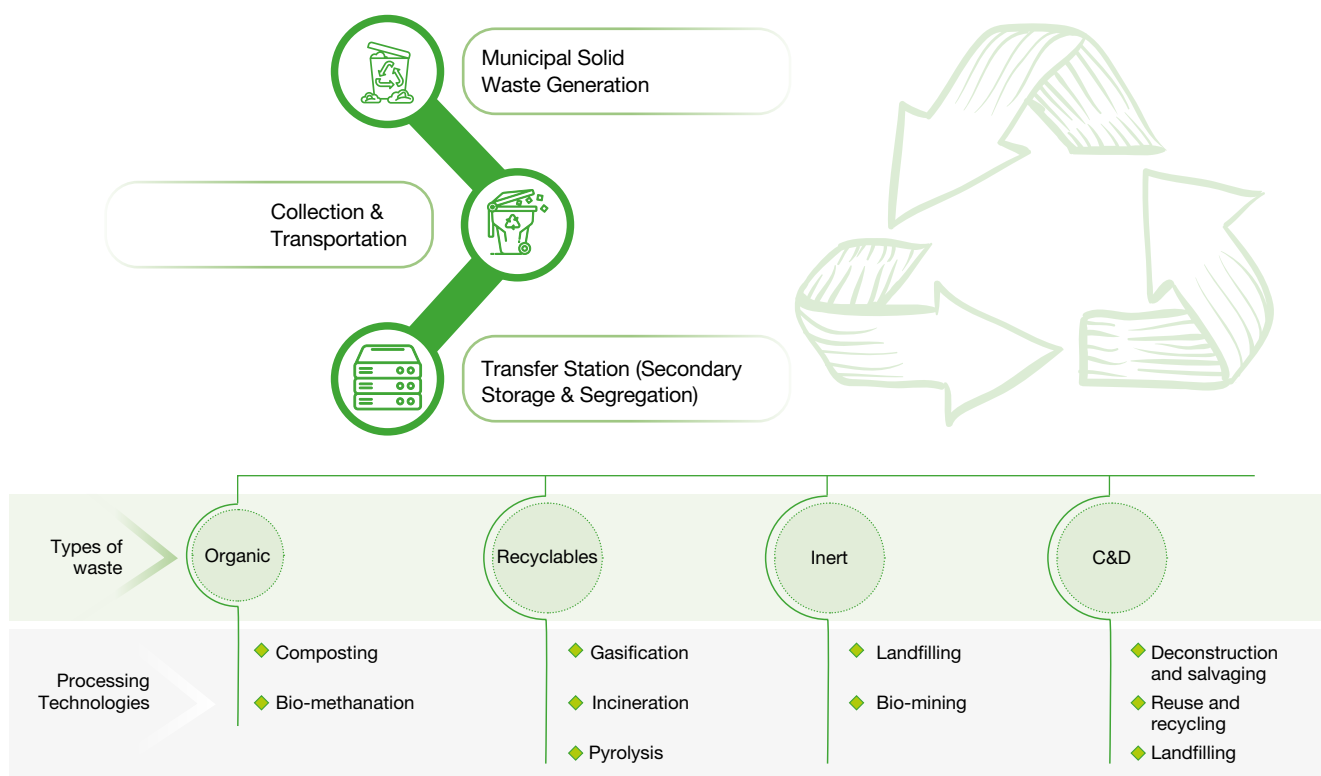 Municipal Solid
Waste Generation
Collection &
Transportation
Transfer Station (Secondary
Storage & Segregation)
Types of
waste
Organic
Recyclables
Inert
C&D
Processing
Technologies
Composting
Bio-methanation
Gasification
Incineration
Pyrolysis
Landfilling
Bio-mining
Deconstruction
and salvaging
Reuse and
recycling
Landfilling